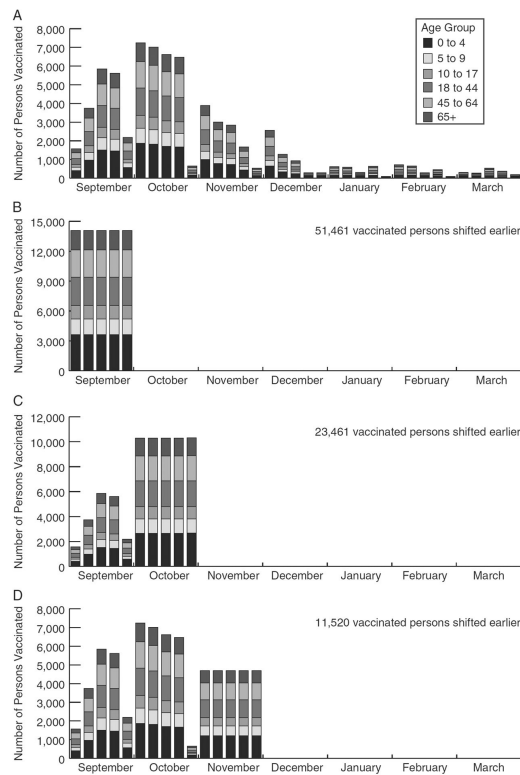 A
Number of Persons Vaccinated
8,000
7,000
6,000
5,000
4,000
3,000
2,000
1,000
0
Age Group
0 to 4
5 to 9
10 to 17
18 to 44
45 to 64
65+
September October November December January February March
B
Number of Persons Vaccinated
15,000
12,000
9,000
6,000
3,000
0
51,461 vaccinated persons shifted earlier
September October November December January February March
C
Number of Persons Vaccinated
12,000
10,000
8,000
6,000
4,000
2,000
0
23,461 vaccinated persons shifted earlier
September October November December January February March
D
Number of Persons Vaccinated
8,000
7,000
6,000
5,000
4,000
3,000
2,000
1,000
0
11,520 vaccinated persons shifted earlier
September October November December January February March